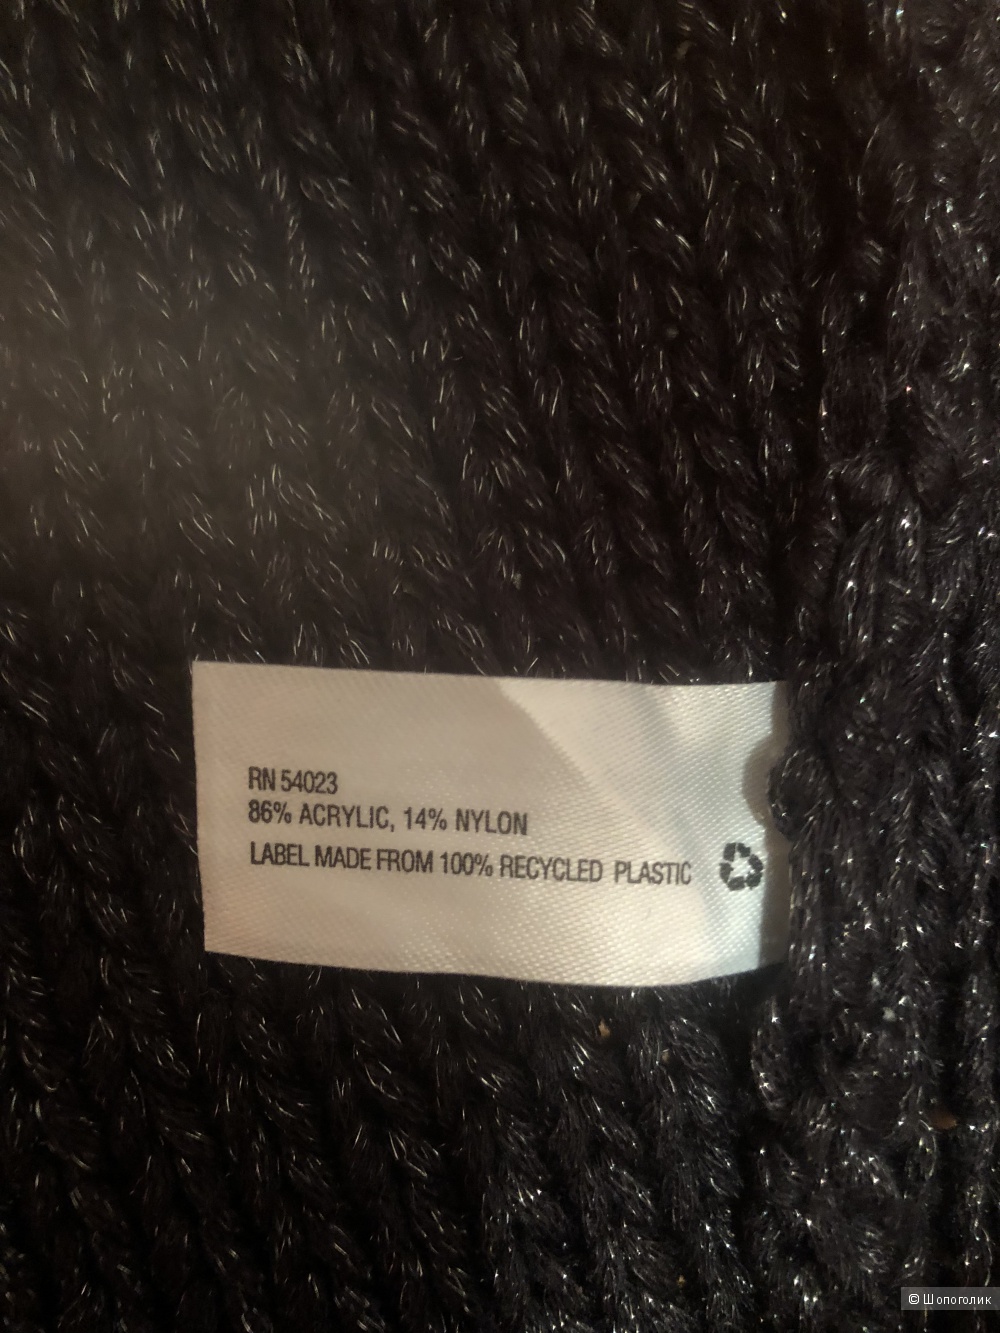 RN 54023
86% ACRYLIC, 14% NYLON
LABEL MADE FROM 100% RECYCLED PLASTIC
© Шопоголик